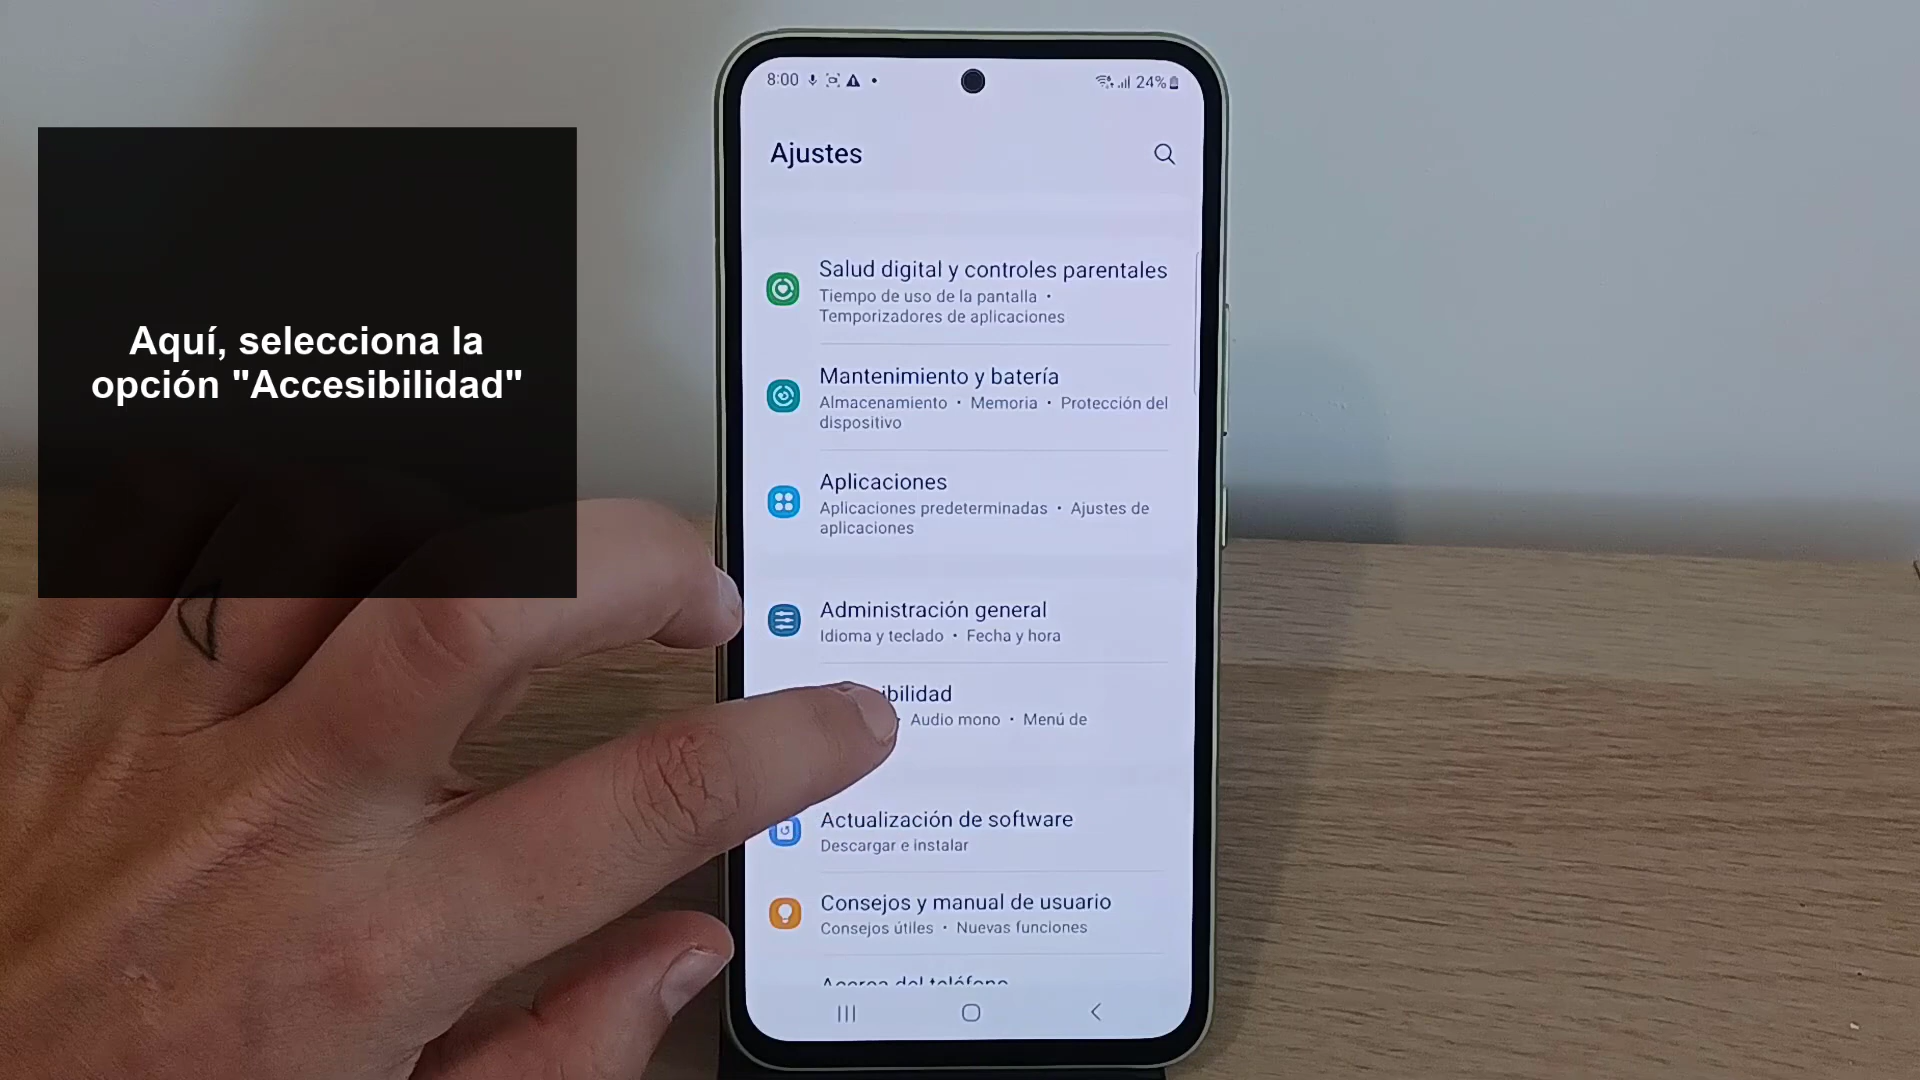 Aquí, selecciona la
opción "Accesibilidad"
8:00
24%
Ajustes
Salud digital y controles parentales
Tiempo de uso de la pantalla •
Temporizadores de aplicaciones
Mantenimiento y batería
Almacenamiento • Memoria • Protección del
dispositivo
Aplicaciones
Aplicaciones predeterminadas • Ajustes de
aplicaciones
Administración general
Idioma y teclado • Fecha y hora
ibilidad
• Audio mono • Menú de
Actualización de software
Descargar e instalar
Consejos y manual de usuario
Consejos útiles • Nuevas funciones
Acerca del teléfono